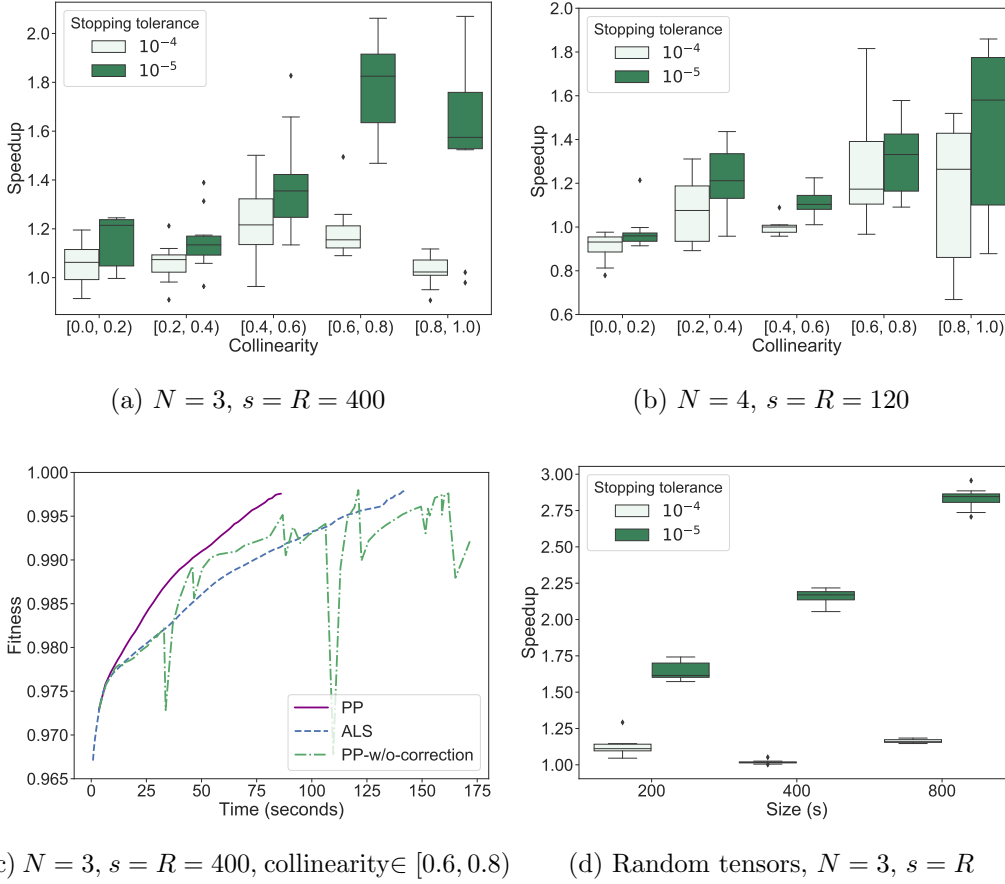 Stopping tolerance
10⁻⁴
10⁻⁵
2.0
1.8
1.6
1.4
1.2
1.0
Speedup
[0.0, 0.2) [0.2, 0.4) [0.4, 0.6) [0.6, 0.8) [0.8, 1.0)
Collinearity
(a) N = 3, s = R = 400
Stopping tolerance
10⁻⁴
10⁻⁵
2.0
1.8
1.6
1.4
1.2
1.0
0.8
0.6
Speedup
[0.0, 0.2) [0.2, 0.4) [0.4, 0.6) [0.6, 0.8) [0.8, 1.0)
Collinearity
(b) N = 4, s = R = 120
1.000
0.995
0.990
0.985
0.980
0.975
0.970
0.965
Fitness
PP
ALS
PP-w/o-correction
0 25 50 75 100 125 150 175
Time (seconds)
) N = 3, s = R = 400, collinearity∈ [0.6, 0.8)
Stopping tolerance
10⁻⁴
10⁻⁵
3.00
2.75
2.50
2.25
2.00
1.75
1.50
1.25
1.00
Speedup
200 400 800
Size (s)
(d) Random tensors, N = 3, s = R